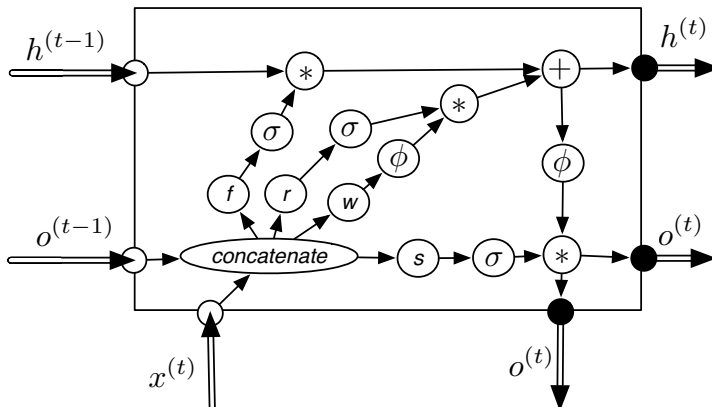 h^{(t-1)}
h^{(t)}
*
+
σ
σ
*
ϕ
ϕ
f
r
w
o^{(t-1)}
o^{(t)}
concatenate
s
σ
*
x^{(t)}
o^{(t)}